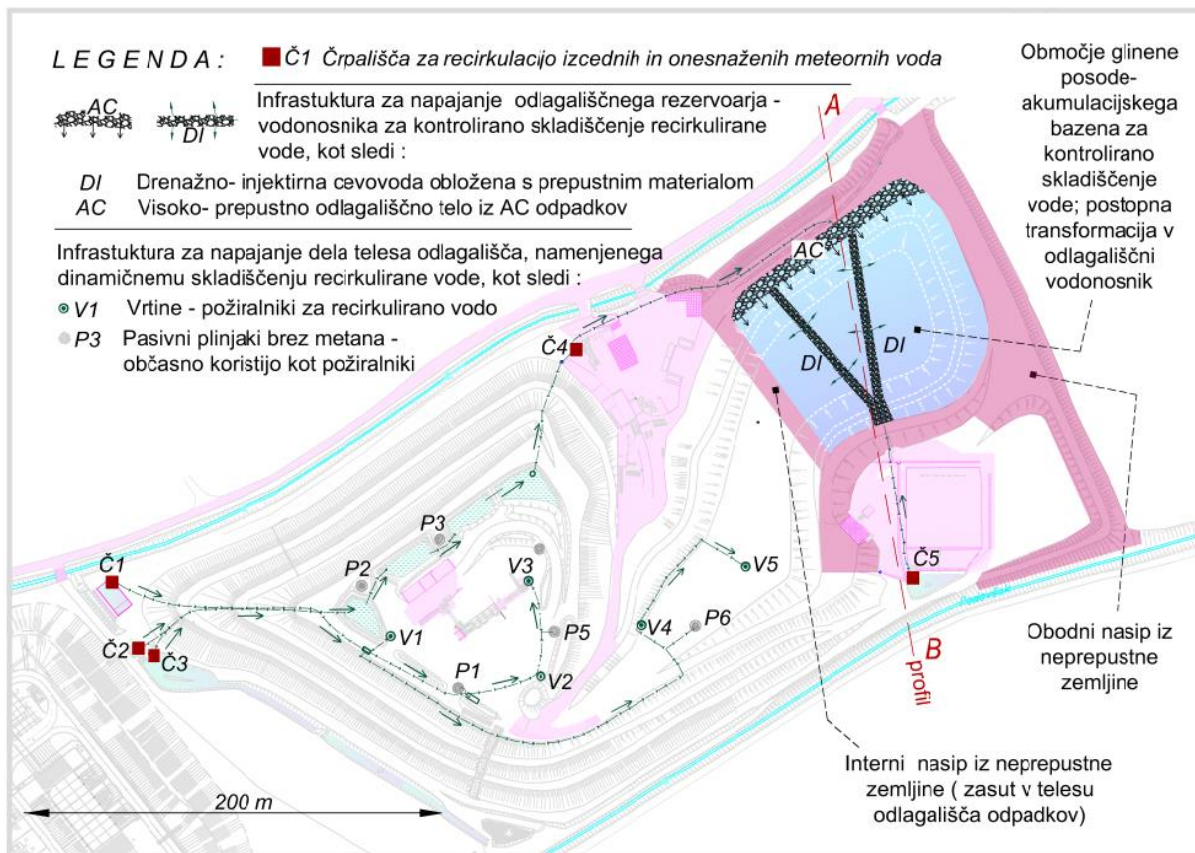 LEGENDA:
Č1 Črpališča za recirkulacijo izcednih in onesnaženih meteornih voda
AC
DI
Infrastuktura za napajanje odlagališčnega rezervoarja -
vodonosnika za kontrolirano skladiščenje recirkulirane
vode, kot sledi :
DI Drenažno- injektirna cevovoda obložena s prepustnim materialom
AC Visoko- prepustno odlagališčno telo iz AC odpadkov
Infrastuktura za napajanje dela telesa odlagališča, namenjenega
dinamičnemu skladiščenju recirkulirane vode, kot sledi :
V1 Vrtine - požiralniki za recirkulirano vodo
P3 Pasivni plinjaki brez metana -
občasno koristijo kot požiralniki
Območje glinene
posode-
akumulacijskega
bazena za
kontrolirano
skladiščenje
vode; postopna
transformacija v
odlagališčni
vodonosnik
A
AC
DI
DI
Č4
P3
Č1
P2
V3
V5
Č5
Č2
Č3
V1
P5
V4
P6
P1
V2
B
profil
Obodni nasip iz
neprepustne
zemljine
Interni nasip iz neprepustne
zemljine ( zasut v telesu
odlagališča odpadkov)
200 m